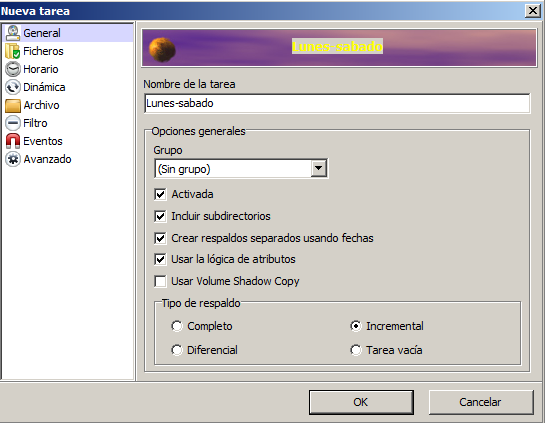 Nueva tarea
General
Ficheros
Horario
Dinámica
Archivo
Filtro
Eventos
Avanzado
Lunes-sabado
Nombre de la tarea
Lunes-sabado
Opciones generales
Grupo
(Sin grupo)
Activada
Incluir subdirectorios
Crear respaldos separados usando fechas
Usar la lógica de atributos
Usar Volume Shadow Copy
Tipo de respaldo
Completo
Incremental
Diferencial
Tarea vacía
OK
Cancelar